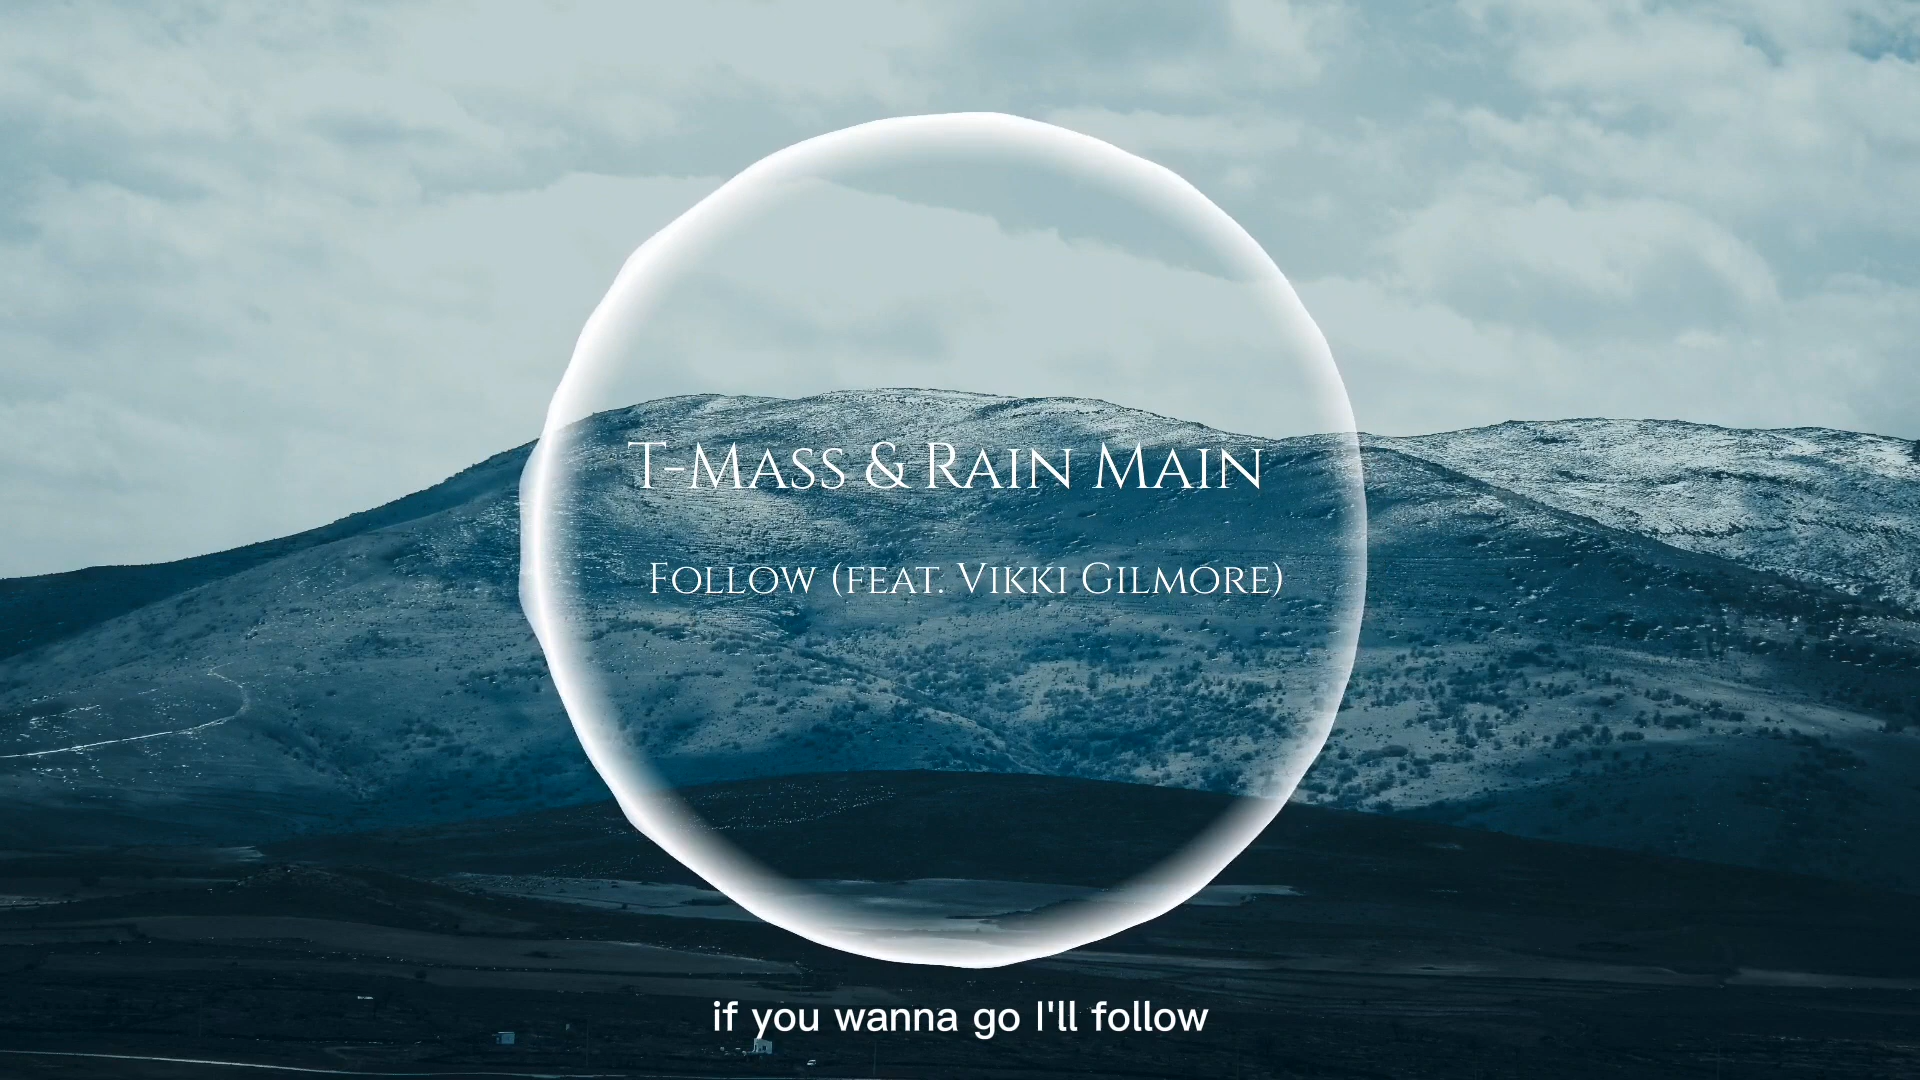 T-Mass & Rain Main
Follow (feat. Vikki Gilmore)
if you wanna go I'll follow